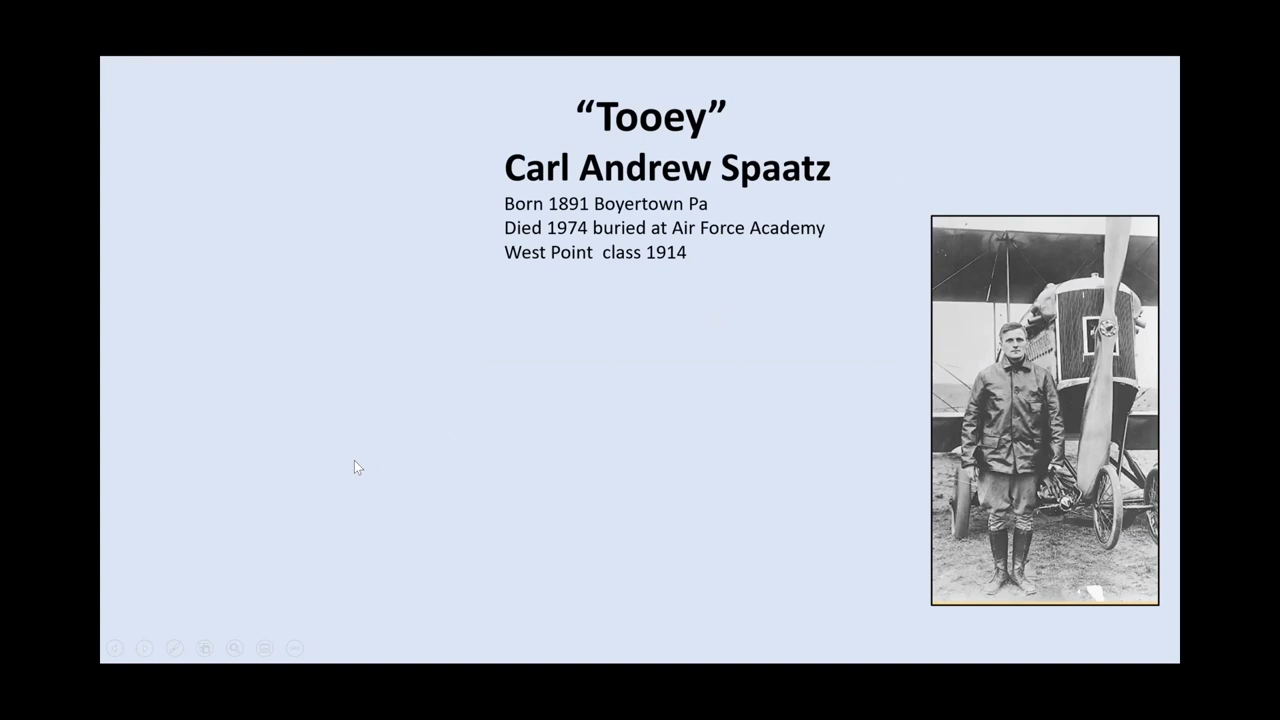 “Tooey”
Carl Andrew Spaatz
Born 1891 Boyertown Pa
Died 1974 buried at Air Force Academy
West Point  class 1914